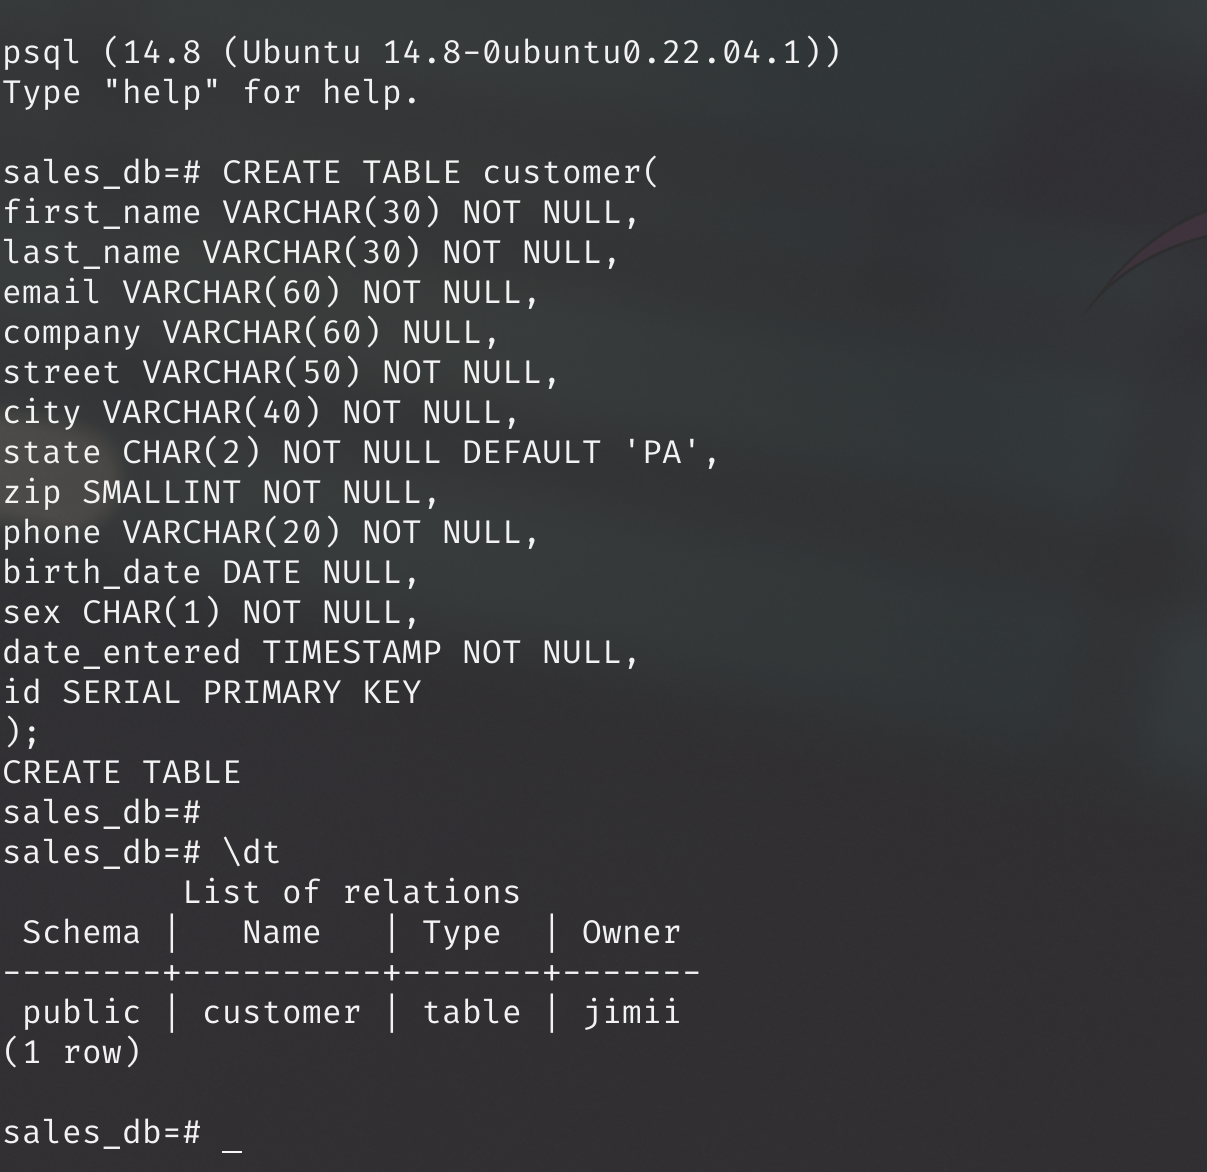 psql (14.8 (Ubuntu 14.8-0ubuntu0.22.04.1))
Type "help" for help.
sales_db=# CREATE TABLE customer(
first_name VARCHAR(30) NOT NULL,
last_name VARCHAR(30) NOT NULL,
email VARCHAR(60) NOT NULL,
company VARCHAR(60) NULL,
street VARCHAR(50) NOT NULL,
city VARCHAR(40) NOT NULL,
state CHAR(2) NOT NULL DEFAULT 'PA',
zip SMALLINT NOT NULL,
phone VARCHAR(20) NOT NULL,
birth_date DATE NULL,
sex CHAR(1) NOT NULL,
date_entered TIMESTAMP NOT NULL,
id SERIAL PRIMARY KEY
);
CREATE TABLE
sales_db=#
sales_db=# \dt
         List of relations
 Schema |   Name   | Type  | Owner
--------+----------+-------+-------
 public | customer | table | jimii
(1 row)
sales_db=# _